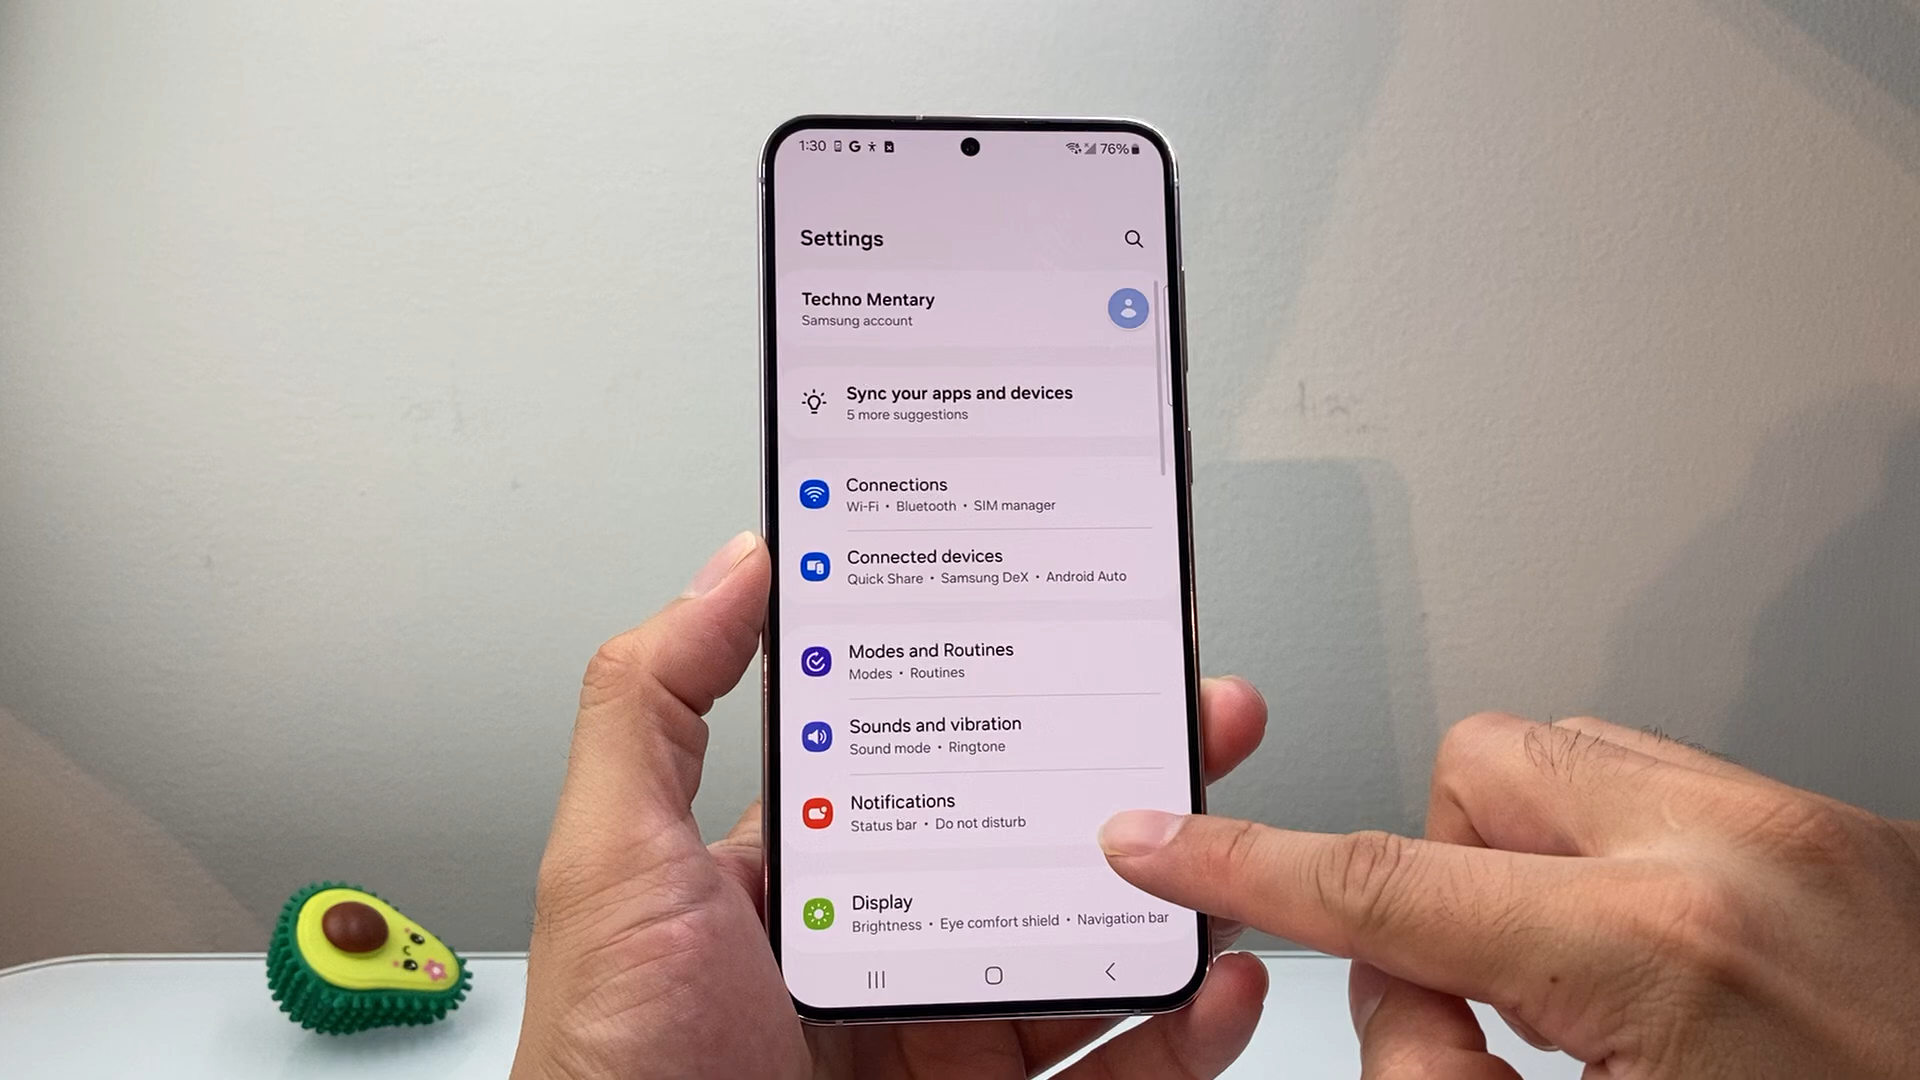 1:30 G 76%
Settings
Techno Mentary
Samsung account
Sync your apps and devices
5 more suggestions
Connections
Wi-Fi • Bluetooth • SIM manager
Connected devices
Quick Share • Samsung DeX • Android Auto
Modes and Routines
Modes • Routines
Sounds and vibration
Sound mode • Ringtone
Notifications
Status bar • Do not disturb
Display
Brightness • Eye comfort shield • Navigation bar